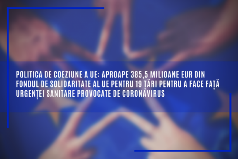 POLITICA DE COEZIUNE A UE: APROAPE 385,5 MILIOANE EUR DIN
FONDUL DE SOLIDARITATE AL UE PENTRU 19 ȚĂRI PENTRU A FACE FAȚĂ
URGENȚEI SANITARE PROVOCATE DE CORONAVIRUS